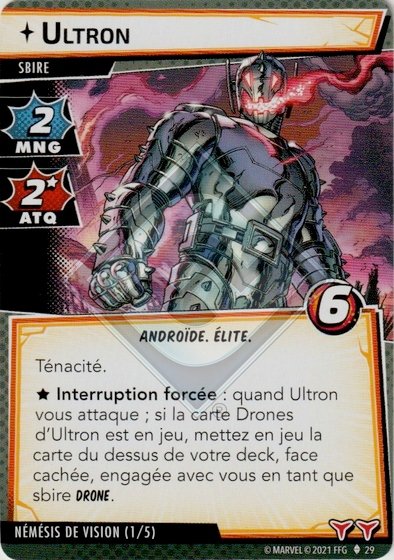 ULTRON
SBIRE
2
MNG
2★
ATQ
6
ANDROÏDE. ÉLITE.
Ténacité.
★ Interruption forcée : quand Ultron
vous attaque ; si la carte Drones
d'Ultron est en jeu, mettez en jeu la
carte du dessus de votre deck, face
cachée, engagée avec vous en tant que
sbire DRONE.
NÉMÉSIS DE VISION (1/5)
© MARVEL © 2021 FFG 29